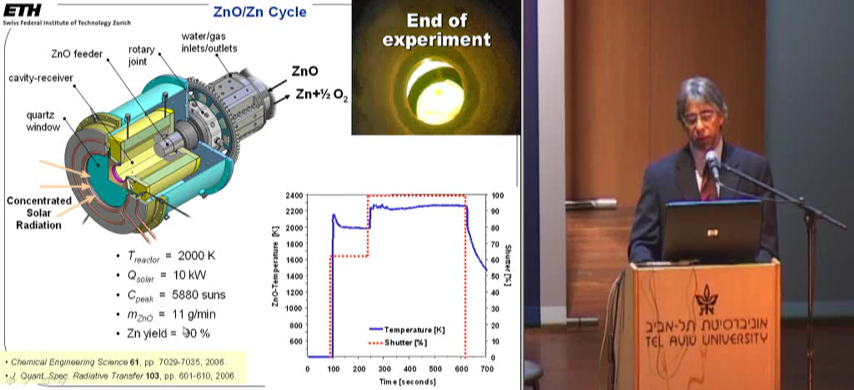 ETH
Swiss Federal Institute of Technology Zurich
ZnO/Zn Cycle
End of
experiment
water/gas
inlets/outlets
rotary
joint
ZnO feeder
ZnO
Zn+½ O2
cavity-receiver
quartz
window
Concentrated
Solar
Radiation
• Treactor = 2000 K
• Qsolar = 10 kW
• Cpeak = 5880 suns
• mZnO = 11 g/min
• Zn yield = 90 %
• Chemical Engineering Science 61, pp. 7029-7035, 2006.
• J. Quant. Spec. Radiative Transfer 103, pp. 601-610, 2006.
ZnO-Temperature [K]
2400
2200
2000
1800
1600
1400
1200
1000
800
600
Shutter [%]
100
90
80
70
60
50
40
30
20
10
0
Temperature [K]
Shutter [%]
0 100 200 300 400 500 600 700
Time [seconds]
hp
אוניברסיטת תל-אביב
TEL AVIV UNIVERSITY